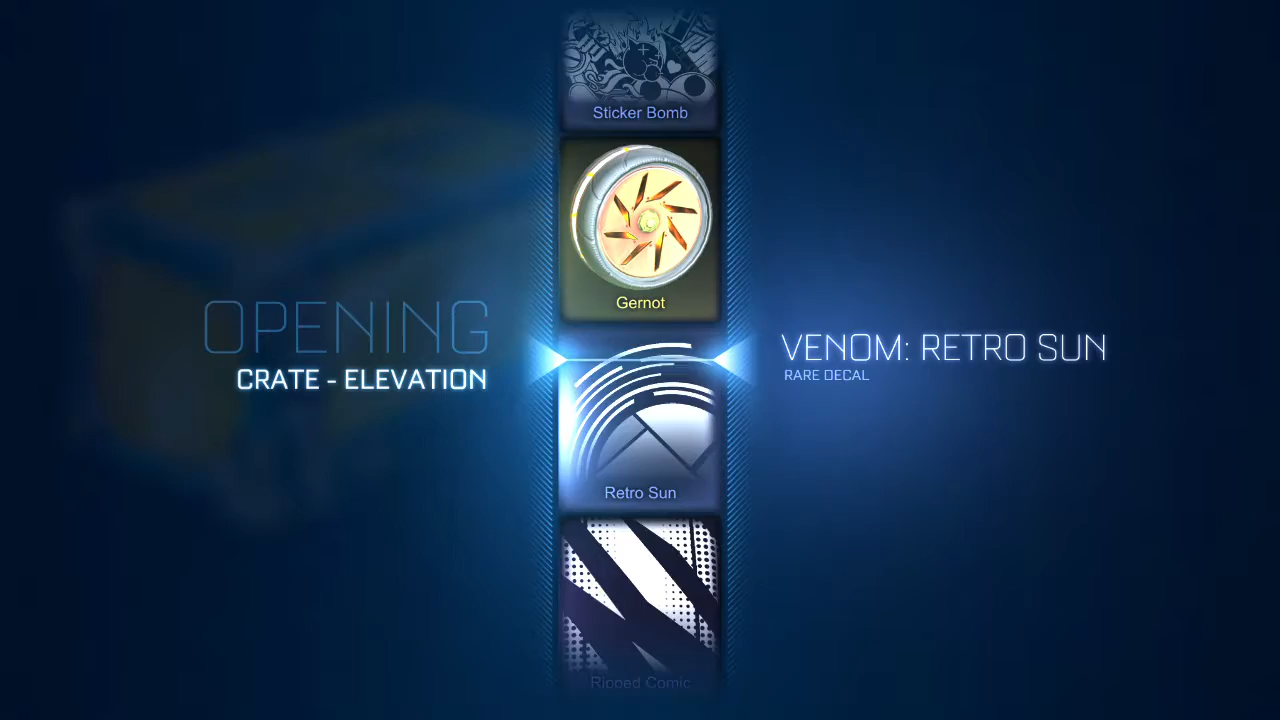 Sticker Bomb
Gernot
OPENING
CRATE - ELEVATION
VENOM: RETRO SUN
RARE DECAL
Retro Sun
Ripped Comic